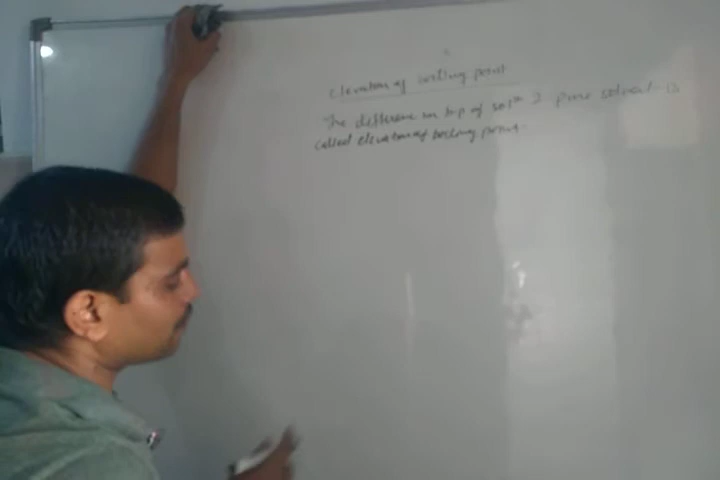 Elevation of boiling point
The difference in b.p of solⁿ & pure solvent is
called elevation of boiling point.